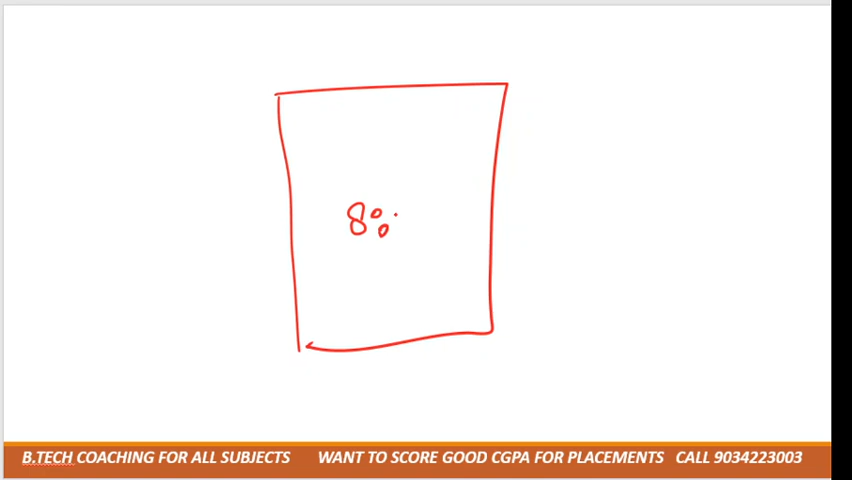 8%
B.TECH COACHING FOR ALL SUBJECTS WANT TO SCORE GOOD CGPA FOR PLACEMENTS CALL 9034223003